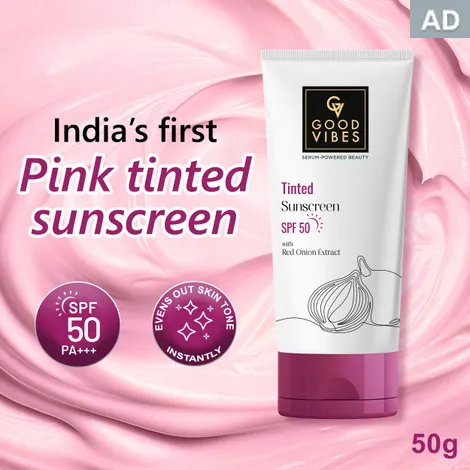 AD
India's first
Pink tinted
sunscreen
SPF
50
PA+++
EVENS OUT SKIN TONE
INSTANTLY
GV
GOOD
VIBES
SERUM-POWERED BEAUTY
Tinted
Sunscreen
SPF 50
with
Red Onion Extract
50g